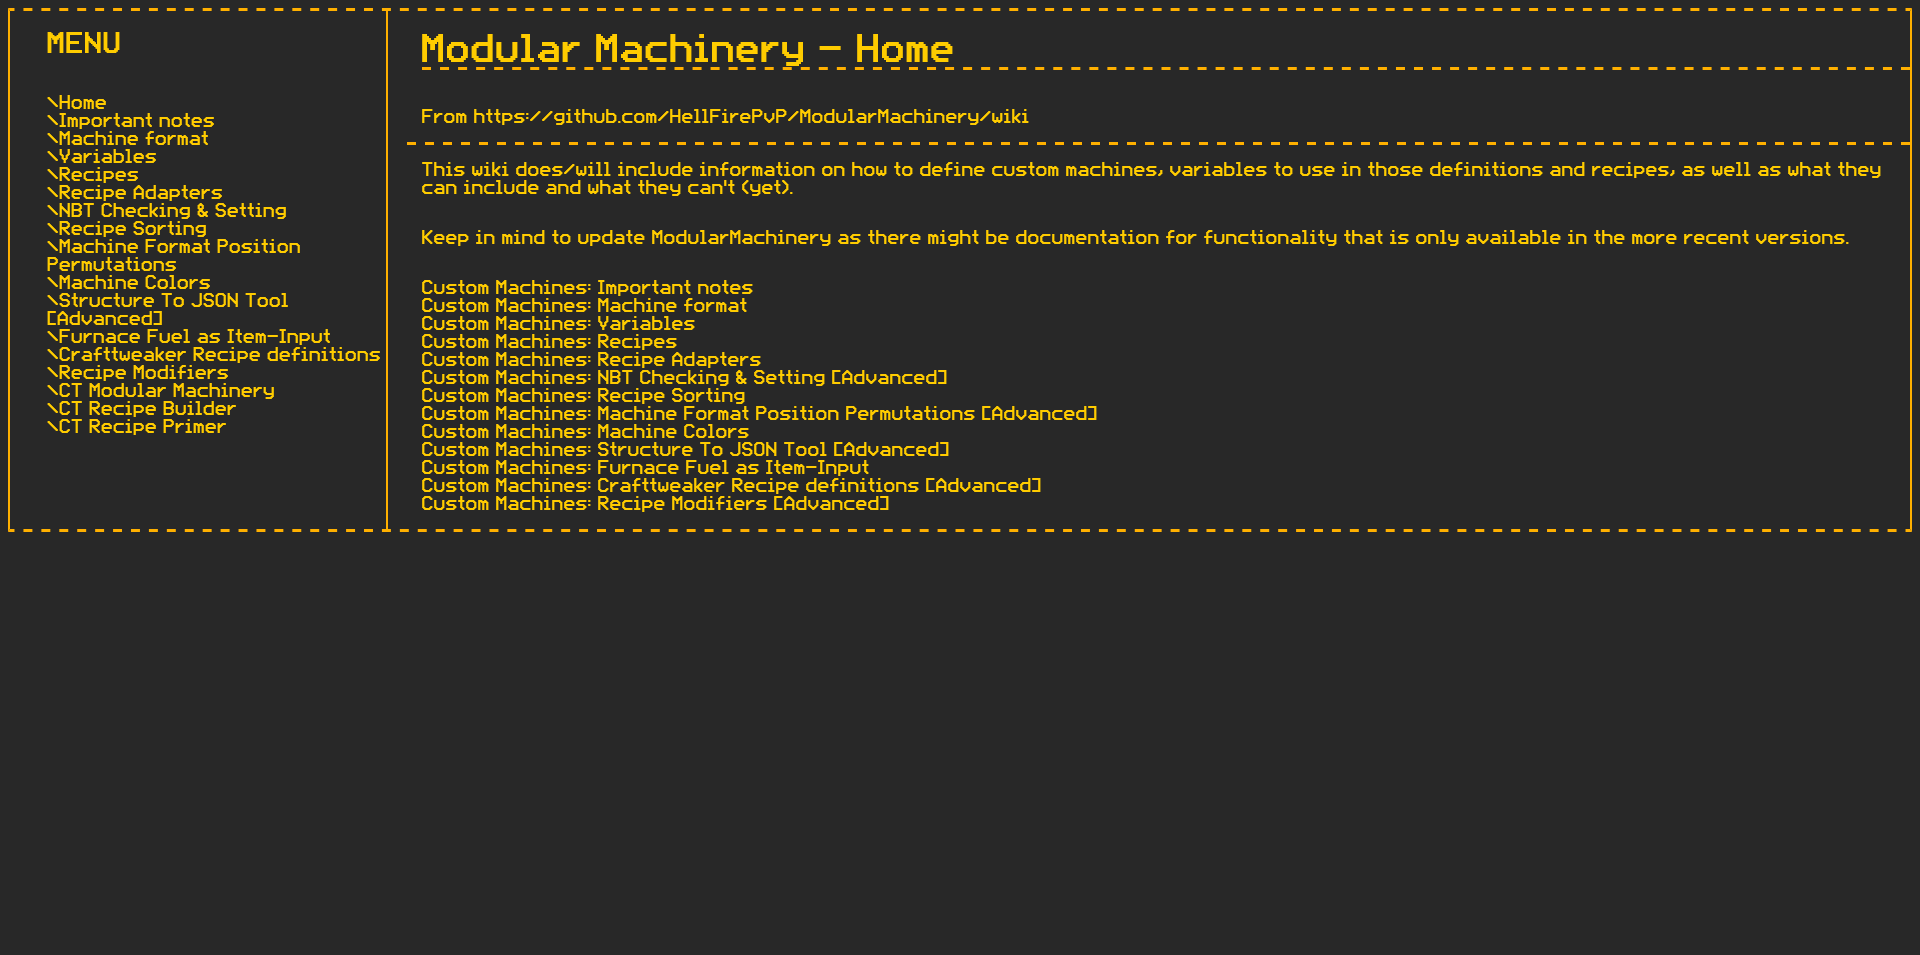 MENU
\Home
\Important notes
\Machine format
\Variables
\Recipes
\Recipe Adapters
\NBT Checking & Setting
\Recipe Sorting
\Machine Format Position
Permutations
\Machine Colors
\Structure To JSON Tool
[Advanced]
\Furnace Fuel as Item-Input
\Crafttweaker Recipe definitions
\Recipe Modifiers
\CT Modular Machinery
\CT Recipe Builder
\CT Recipe Primer
Modular Machinery - Home
From https://github.com/HellFirePvP/ModularMachinery/wiki
This wiki does/will include information on how to define custom machines, variables to use in those definitions and recipes, as well as what they
can include and what they can't (yet).
Keep in mind to update ModularMachinery as there might be documentation for functionality that is only available in the more recent versions.
Custom Machines: Important notes
Custom Machines: Machine format
Custom Machines: Variables
Custom Machines: Recipes
Custom Machines: Recipe Adapters
Custom Machines: NBT Checking & Setting [Advanced]
Custom Machines: Recipe Sorting
Custom Machines: Machine Format Position Permutations [Advanced]
Custom Machines: Machine Colors
Custom Machines: Structure To JSON Tool [Advanced]
Custom Machines: Furnace Fuel as Item-Input
Custom Machines: Crafttweaker Recipe definitions [Advanced]
Custom Machines: Recipe Modifiers [Advanced]